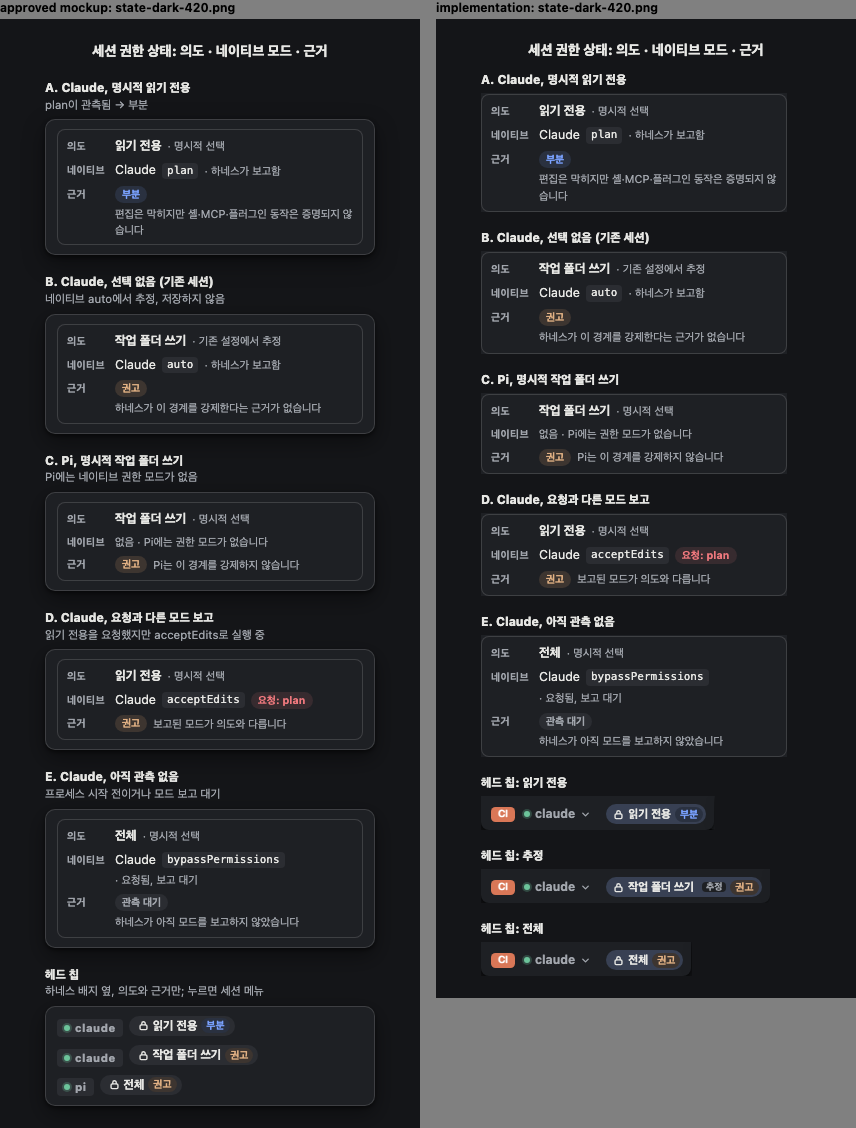 approved mockup: state-dark-420.png
세션 권한 상태: 의도 · 네이티브 모드 · 근거
A. Claude, 명시적 읽기 전용
plan이 관측됨 → 부분
의도 읽기 전용 · 명시적 선택
네이티브 Claude plan · 하네스가 보고함
근거 부분
편집은 막히지만 셸·MCP·플러그인 동작은 증명되지 않
습니다
B. Claude, 선택 없음 (기존 세션)
네이티브 auto에서 추정, 저장하지 않음
의도 작업 폴더 쓰기 · 기존 설정에서 추정
네이티브 Claude auto · 하네스가 보고함
근거 권고
하네스가 이 경계를 강제한다는 근거가 없습니다
C. Pi, 명시적 작업 폴더 쓰기
Pi에는 네이티브 권한 모드가 없음
의도 작업 폴더 쓰기 · 명시적 선택
네이티브 없음 · Pi에는 권한 모드가 없습니다
근거 권고 Pi는 이 경계를 강제하지 않습니다
D. Claude, 요청과 다른 모드 보고
읽기 전용을 요청했지만 acceptEdits로 실행 중
의도 읽기 전용 · 명시적 선택
네이티브 Claude acceptEdits 요청: plan
근거 권고 보고된 모드가 의도와 다릅니다
E. Claude, 아직 관측 없음
프로세스 시작 전이거나 모드 보고 대기
의도 전체 · 명시적 선택
네이티브 Claude bypassPermissions
· 요청됨, 보고 대기
근거 관측 대기
하네스가 아직 모드를 보고하지 않았습니다
헤드 칩
하네스 배지 옆, 의도와 근거만; 누르면 세션 메뉴
claude 읽기 전용 부분
claude 작업 폴더 쓰기 권고
pi 전체 권고
implementation: state-dark-420.png
세션 권한 상태: 의도 · 네이티브 모드 · 근거
A. Claude, 명시적 읽기 전용
의도 읽기 전용 · 명시적 선택
네이티브 Claude plan · 하네스가 보고함
근거 부분
편집은 막히지만 셸·MCP·플러그인 동작은 증명되지 않
습니다
B. Claude, 선택 없음 (기존 세션)
의도 작업 폴더 쓰기 · 기존 설정에서 추정
네이티브 Claude auto · 하네스가 보고함
근거 권고
하네스가 이 경계를 강제한다는 근거가 없습니다
C. Pi, 명시적 작업 폴더 쓰기
의도 작업 폴더 쓰기 · 명시적 선택
네이티브 없음 · Pi에는 권한 모드가 없습니다
근거 권고 Pi는 이 경계를 강제하지 않습니다
D. Claude, 요청과 다른 모드 보고
의도 읽기 전용 · 명시적 선택
네이티브 Claude acceptEdits 요청: plan
근거 권고 보고된 모드가 의도와 다릅니다
E. Claude, 아직 관측 없음
의도 전체 · 명시적 선택
네이티브 Claude bypassPermissions
· 요청됨, 보고 대기
근거 관측 대기
하네스가 아직 모드를 보고하지 않았습니다
헤드 칩: 읽기 전용
Cl claude 읽기 전용 부분
헤드 칩: 추정
Cl claude 작업 폴더 쓰기 추정 권고
헤드 칩: 전체
Cl claude 전체 권고